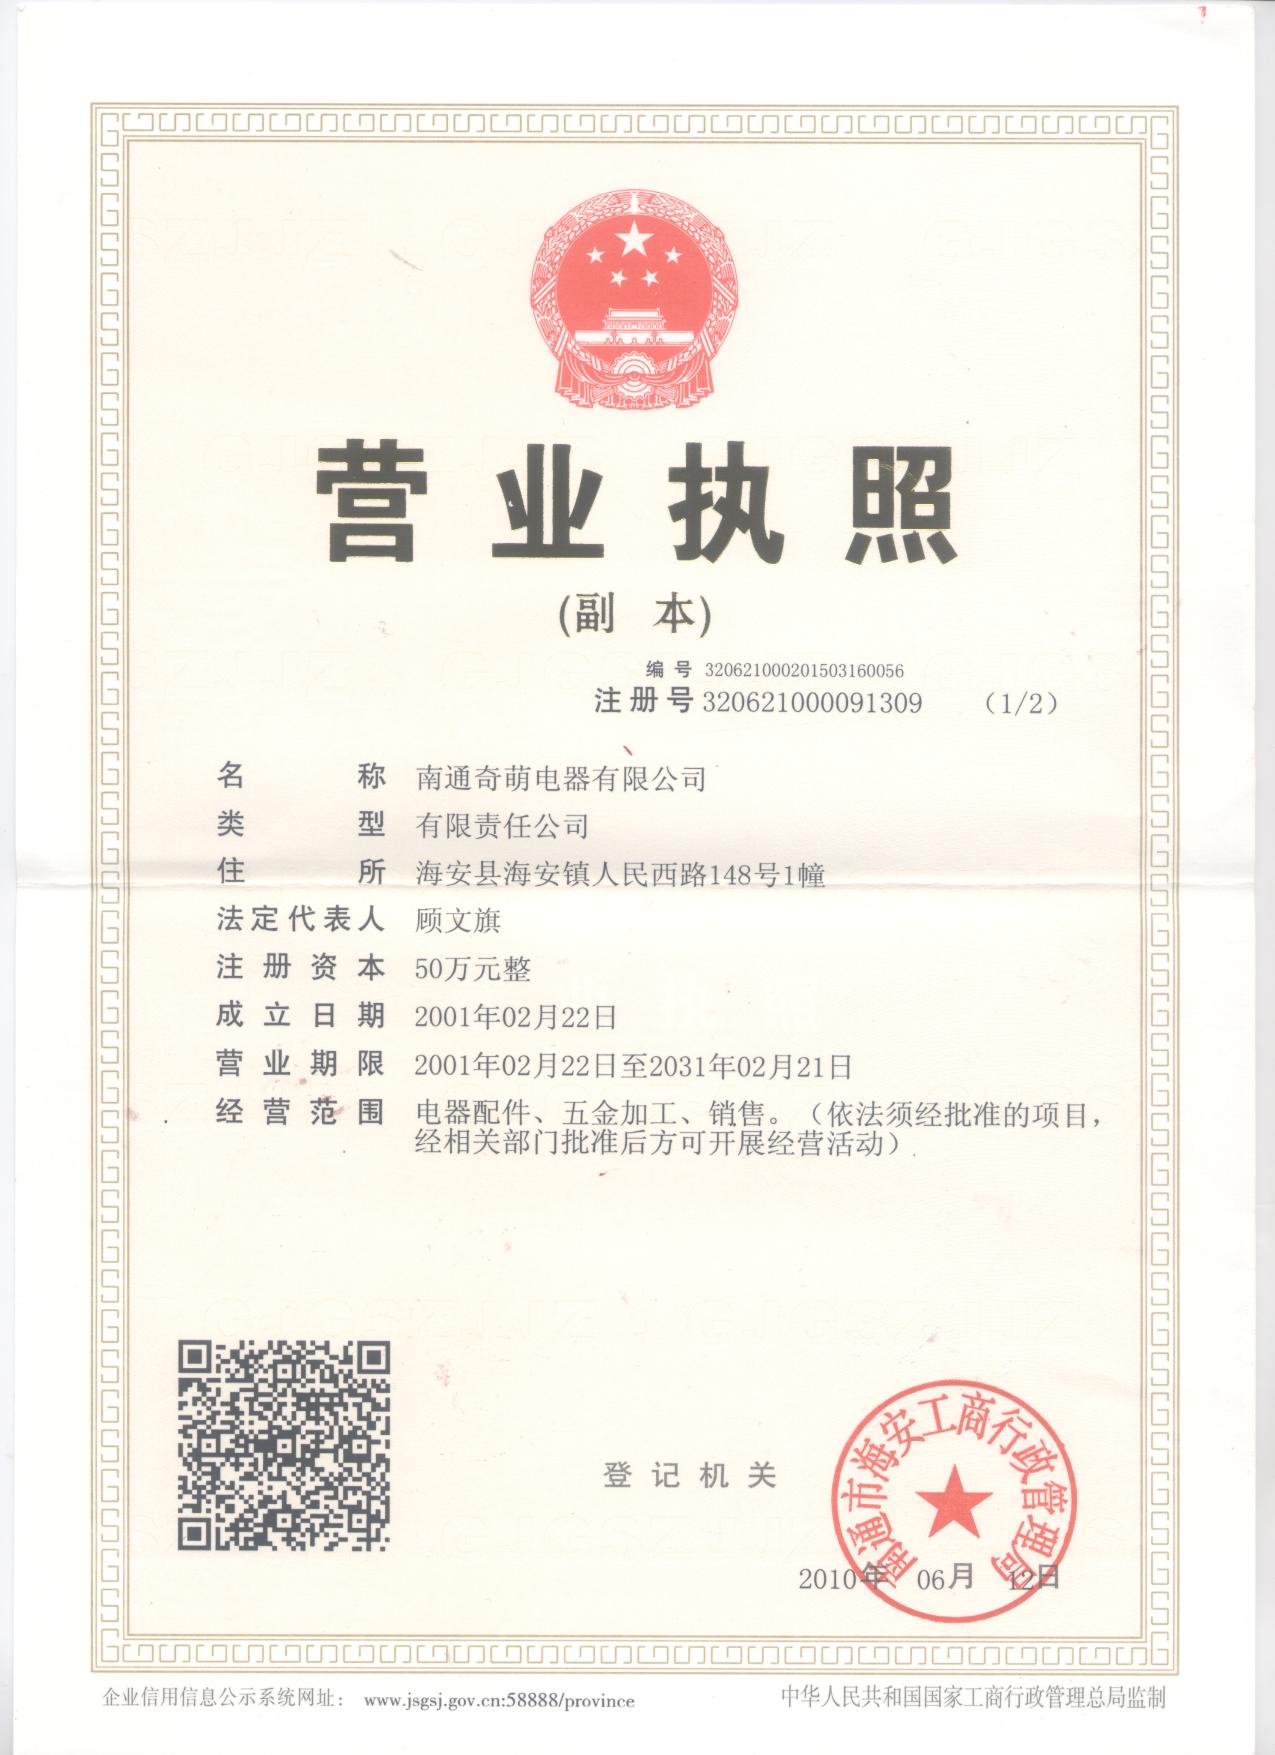 营业执照
(副 本)
编 号 320621000201503160056
注册号 320621000091309 (1/2)
名 称 南通奇萌电器有限公司
类 型 有限责任公司
住 所 海安县海安镇人民西路148号1幢
法定代表人 顾文旗
注 册 资 本 50万元整
成 立 日 期 2001年02月22日
营 业 期 限 2001年02月22日至2031年02月21日
经 营 范 围 电器配件、五金加工、销售。（依法须经批准的项目，
经相关部门批准后方可开展经营活动）
登 记 机 关
南通市海安工商行政管理局
2010年 06月 12日
企业信用信息公示系统网址： www.jsgsj.gov.cn:58888/province
中华人民共和国国家工商行政管理总局监制